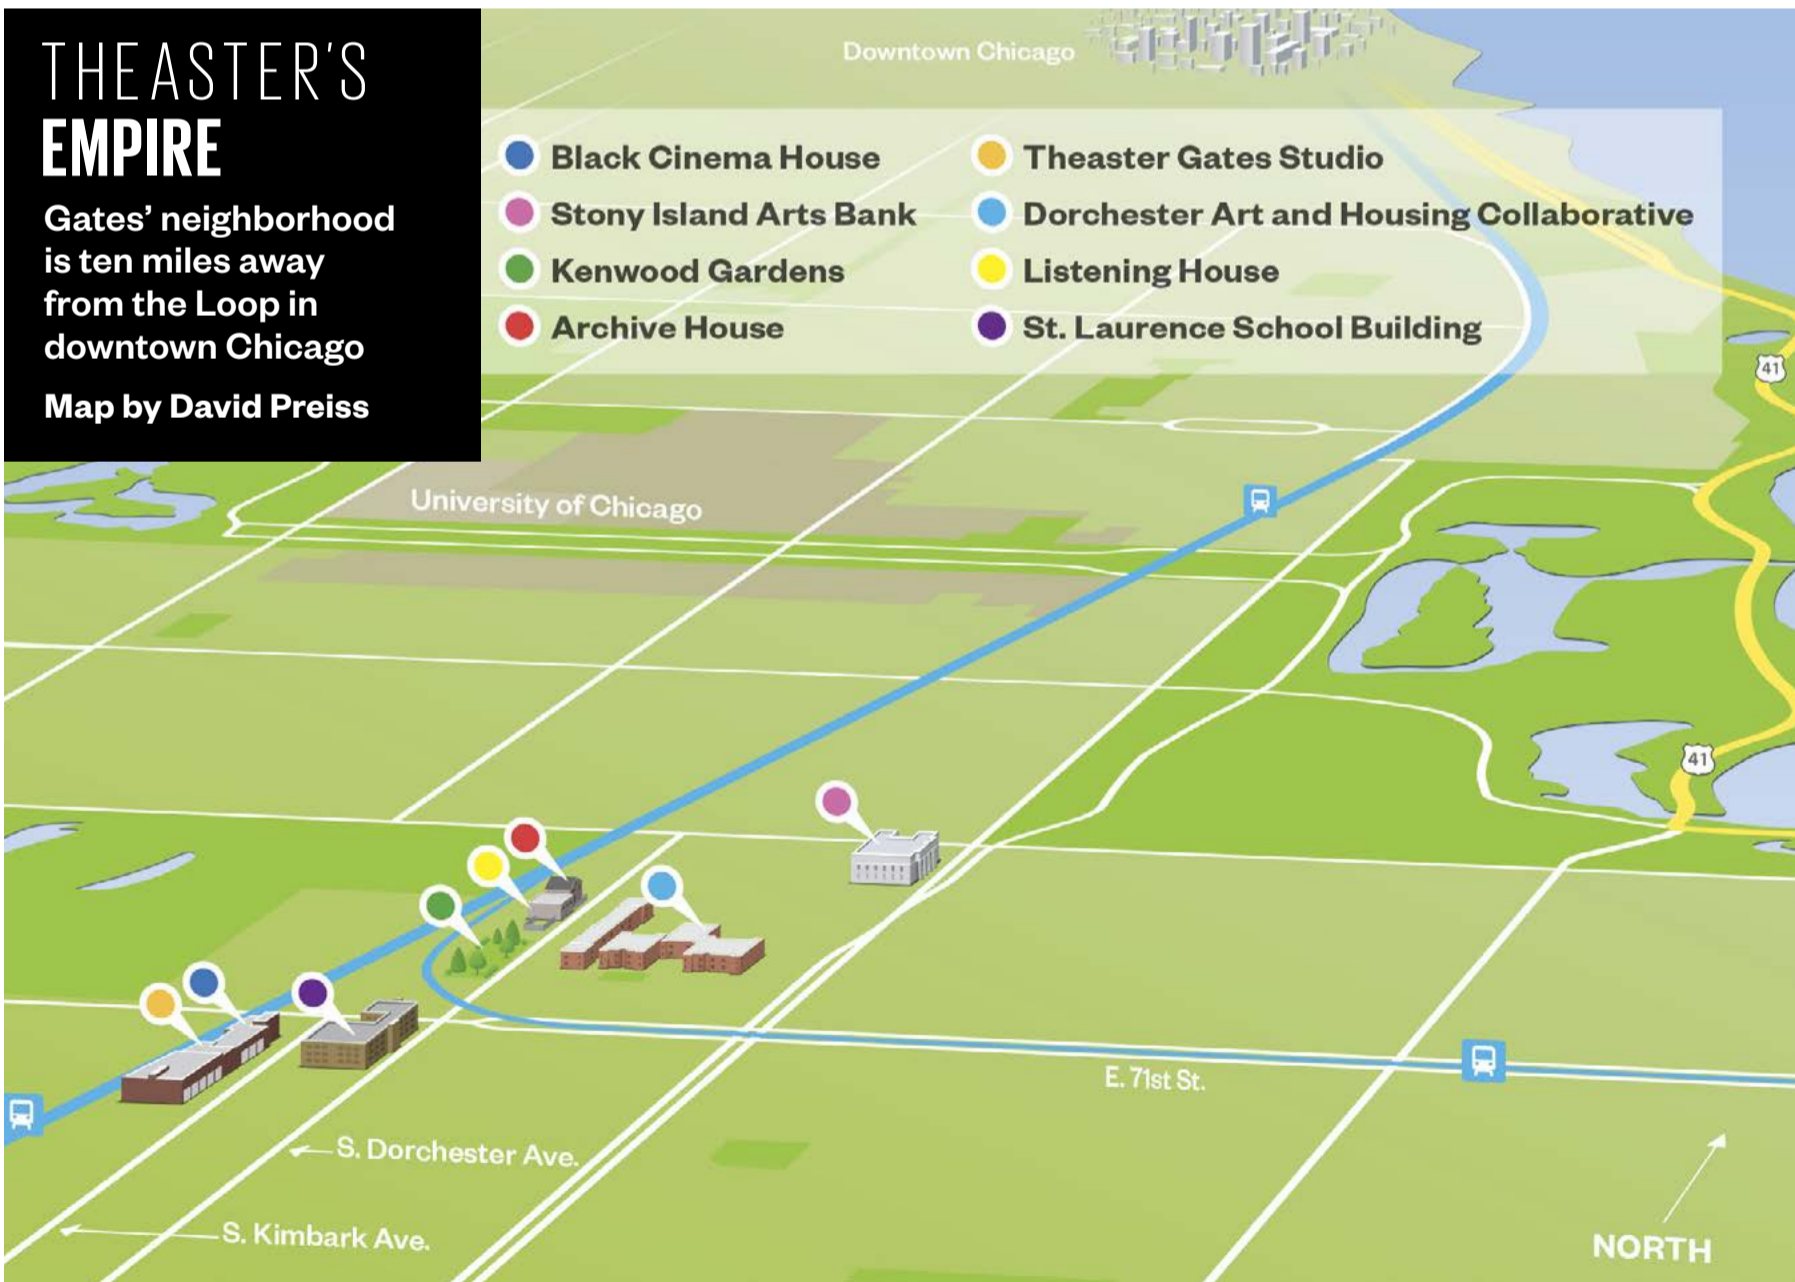 THEASTER'S
EMPIRE
Gates' neighborhood
is ten miles away
from the Loop in
downtown Chicago
Map by David Preiss
Downtown Chicago
Black Cinema House
Stony Island Arts Bank
Kenwood Gardens
Archive House
Theaster Gates Studio
Dorchester Art and Housing Collaborative
Listening House
St. Laurence School Building
41
University of Chicago
41
E. 71st St.
S. Dorchester Ave.
S. Kimbark Ave.
NORTH